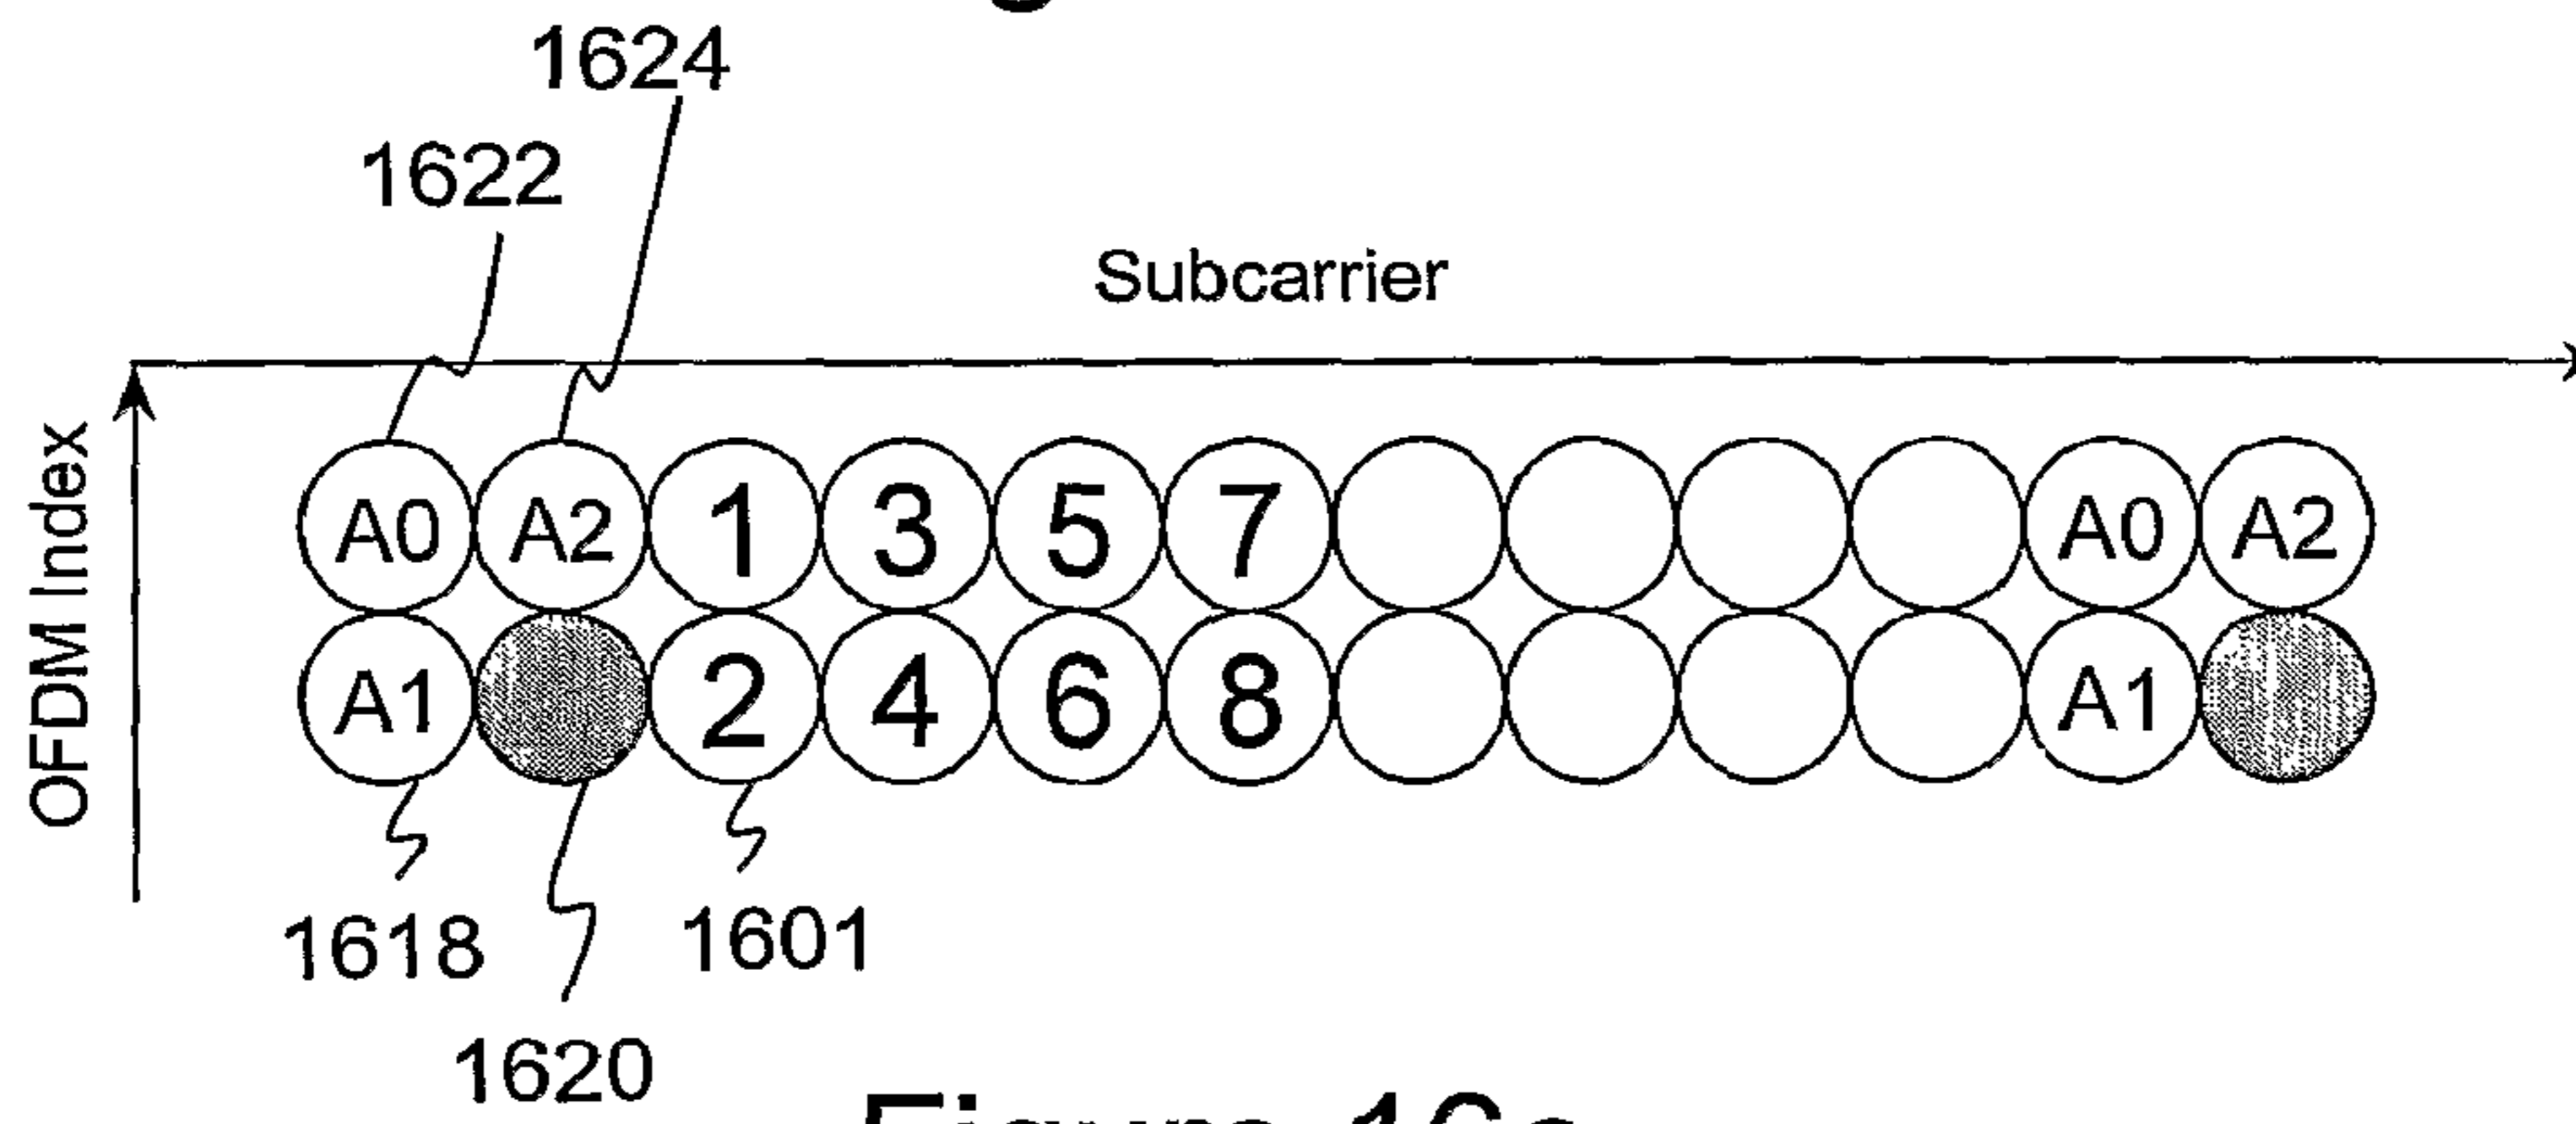 1624
1622
Subcarrier
OFDM Index
A0 A2 1 3 5 7 A0 A2
A1 2 4 6 8 A1
1618
1601
1620